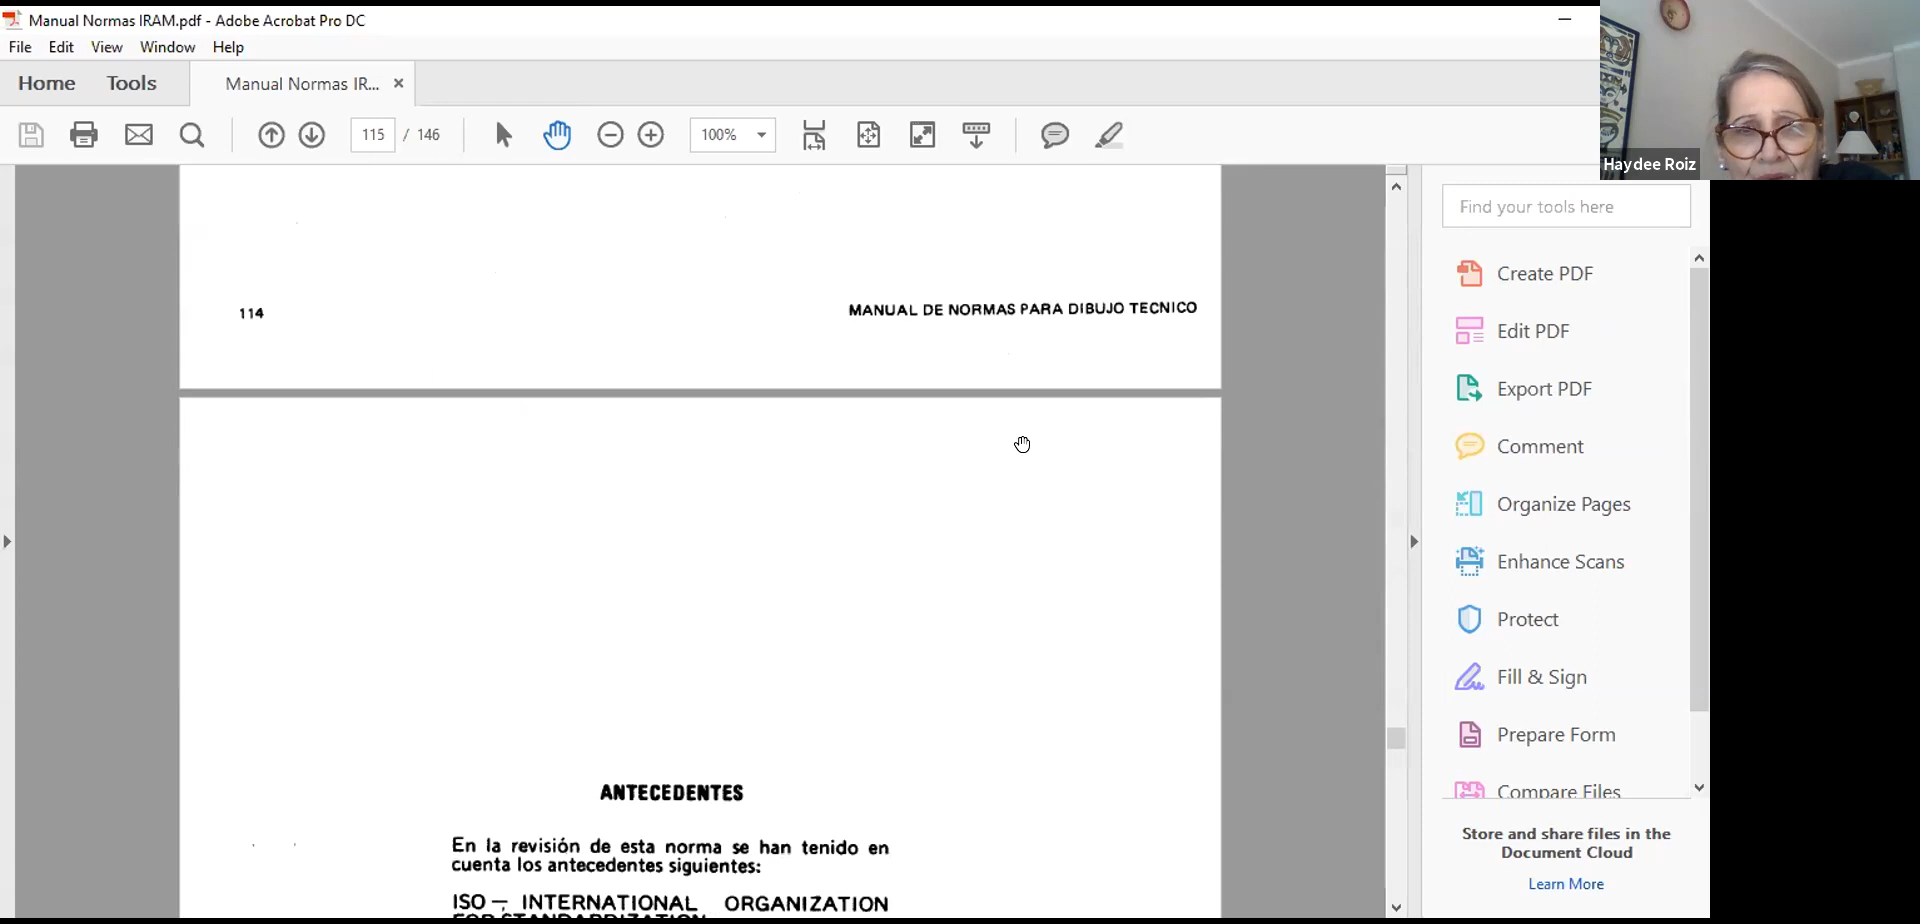 Manual Normas IRAM.pdf - Adobe Acrobat Pro DC
File Edit View Window Help
Home Tools Manual Normas IR... ×
115 / 146 100%
Haydee Roiz
Find your tools here
Create PDF
Edit PDF
Export PDF
Comment
Organize Pages
Enhance Scans
Protect
Fill & Sign
Prepare Form
Compare Files
Store and share files in the
Document Cloud
Learn More
114 MANUAL DE NORMAS PARA DIBUJO TECNICO
ANTECEDENTES
En la revisión de esta norma se han tenido en
cuenta los antecedentes siguientes:
ISO — INTERNATIONAL ORGANIZATION
FOR STANDARDIZATION